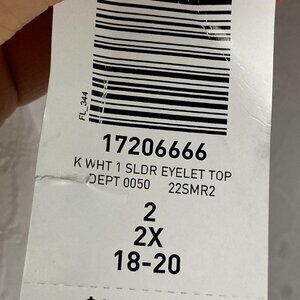 FL_344
17206666
K WHT 1 SLDR EYELET TOP
DEPT 0050 22SMR2
2
2X
18-20